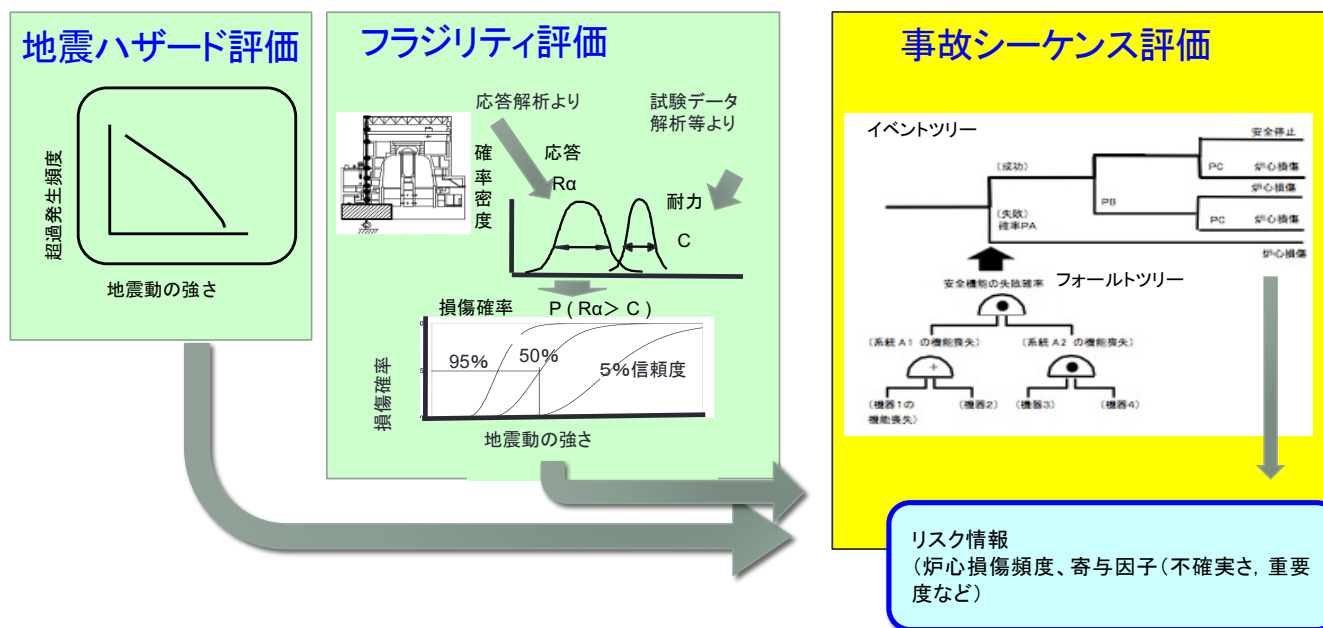 地震ハザード評価
超過発生頻度
地震動の強さ
フラジリティ評価
応答解析より
試験データ
解析等より
確率密度
応答
Rα
耐力
C
損傷確率 P ( Rα＞ C )
損傷確率
95%
50%
5%信頼度
地震動の強さ
事故シーケンス評価
イベントツリー
安全停止
(成功)
PC
炉心損傷
炉心損傷
PB
(失敗)
確率PA
PC
炉心損傷
炉心損傷
フォールトツリー
安全機能の失敗確率
(系統 A1 の機能喪失)
(系統 A2 の機能喪失)
(機器1の
機能喪失)
(機器2)
(機器3)
(機器4)
リスク情報
（炉心損傷頻度、寄与因子（不確実さ，重要
度など）